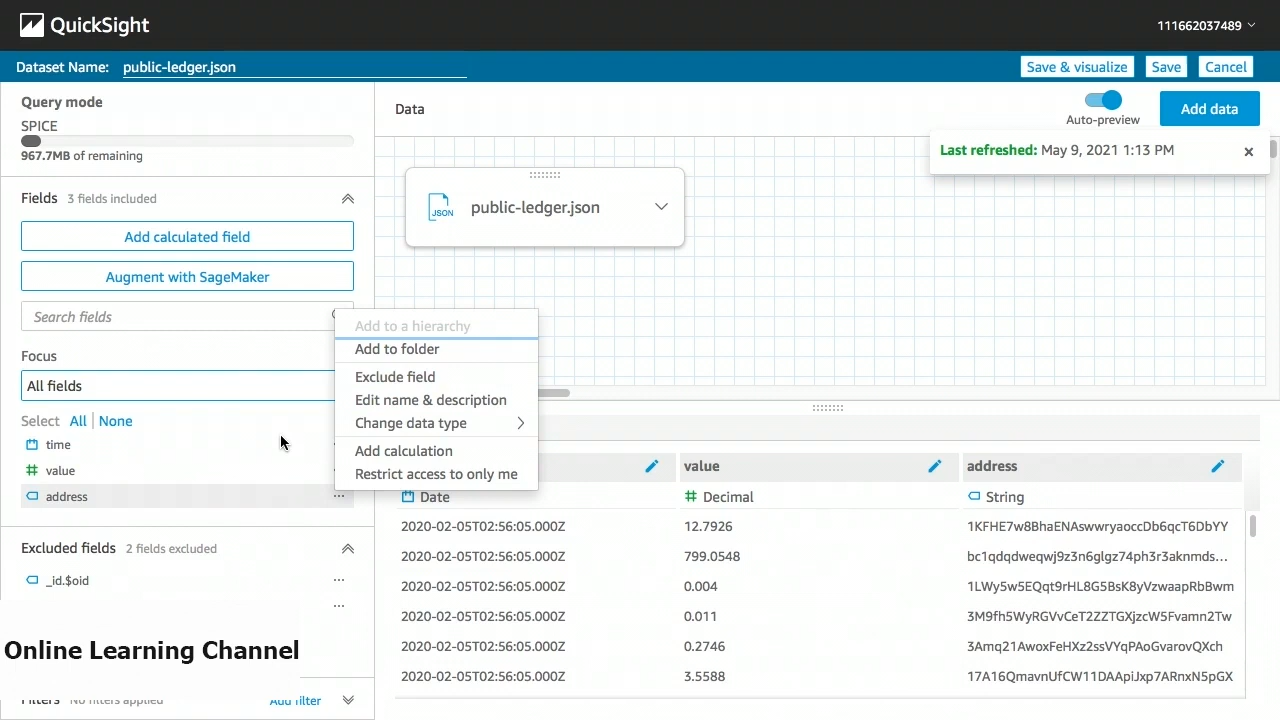 QuickSight
111662037489
Dataset Name: public-ledger.json
Save & visualize
Save
Cancel
Query mode
SPICE
967.7MB of remaining
Data
Auto-preview
Add data
Last refreshed: May 9, 2021 1:13 PM
Fields 3 fields included
Add calculated field
Augment with SageMaker
Search fields
JSON
public-ledger.json
Focus
All fields
Select All None
time
value
address
Add to a hierarchy
Add to folder
Exclude field
Edit name & description
Change data type
Add calculation
Restrict access to only me
Excluded fields 2 fields excluded
_id.$oid
value address
Date Decimal String
2020-02-05T02:56:05.000Z 12.7926 1KFHE7w8BhaENAswwryaoccDb6qcT6DbYY
2020-02-05T02:56:05.000Z 799.0548 bc1qdqdweqwj9z3n6glgz74ph3r3aknmds...
2020-02-05T02:56:05.000Z 0.004 1LWy5w5EQqt9rHL8G5BsK8yVzwaapRbBwm
2020-02-05T02:56:05.000Z 0.011 3M9fh5WyRGVvCeT2ZZTGXjzcW5Fvamn2Tw
2020-02-05T02:56:05.000Z 0.2746 3Amq21AwoxFeHXz2ssVYqPAoGvarovQXch
2020-02-05T02:56:05.000Z 3.5588 17A16QmavnUfCW11DAApiJxp7ARnxN5pGX
Online Learning Channel
Filters No filters applied Add filter